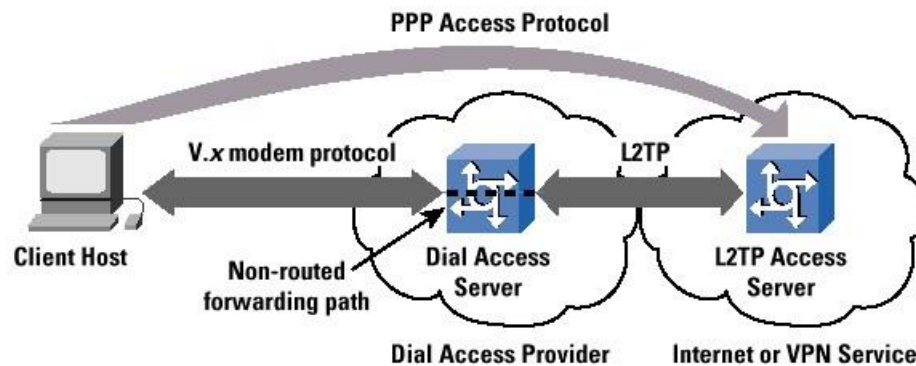 PPP Access Protocol
V.x modem protocol
L2TP
Client Host
Non-routed
forwarding path
Dial Access
Server
L2TP Access
Server
Dial Access Provider
Internet or VPN Service